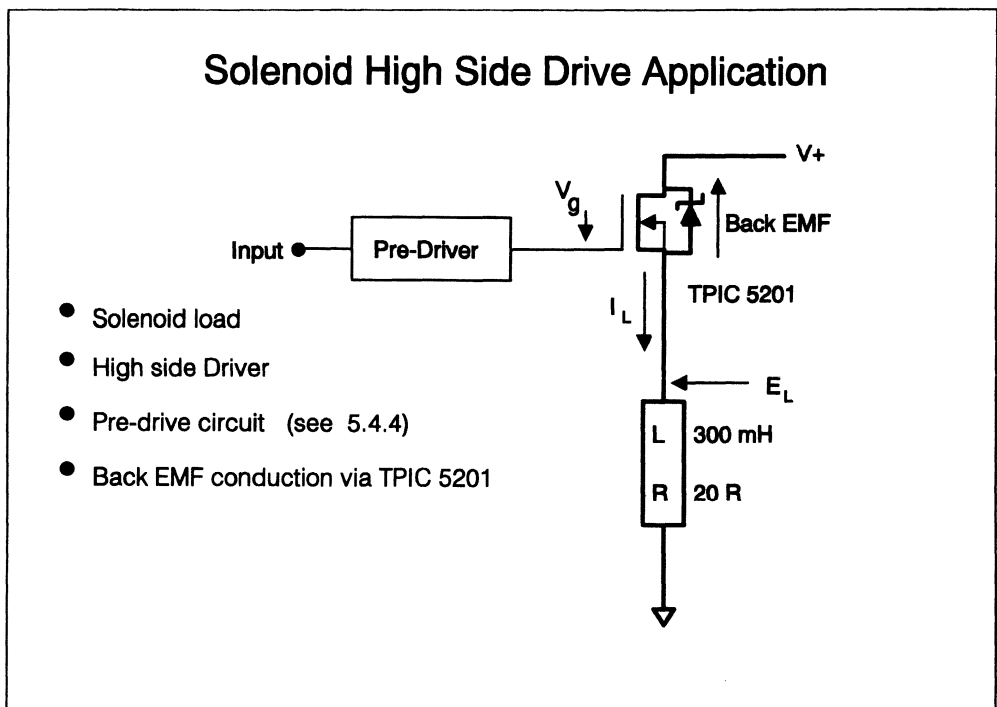 Solenoid High Side Drive Application
V+
Vg
Back EMF
Input
Pre-Driver
TPIC 5201
IL
EL
L 300 mH
R 20 R
• Solenoid load
• High side Driver
• Pre-drive circuit (see 5.4.4)
• Back EMF conduction via TPIC 5201